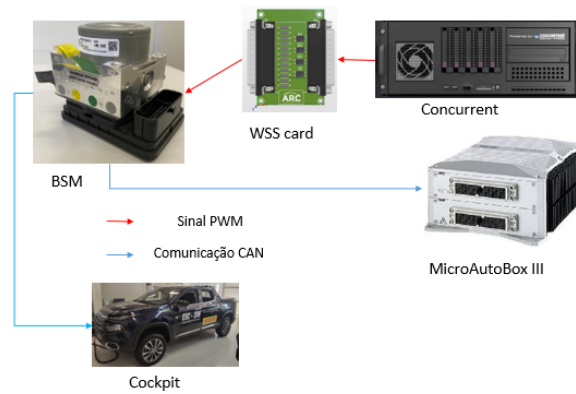 Concurrent
WSS card
ARC
BSM
Sinal PWM
Comunicação CAN
MicroAutoBox III
Cockpit